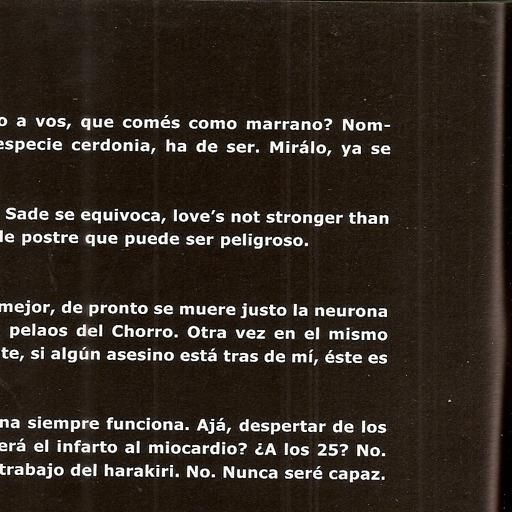 o a vos, que comés como marrano? Nom-
especie cerdonia, ha de ser. Mirálo, ya se
Sade se equivoca, love's not stronger than
de postre que puede ser peligroso.
mejor, de pronto se muere justo la neurona
pelaos del Chorro. Otra vez en el mismo
te, si algún asesino está tras de mí, éste es
na siempre funciona. Ajá, despertar de los
erá el infarto al miocardio? ¿A los 25? No.
trabajo del harakiri. No. Nunca seré capaz.